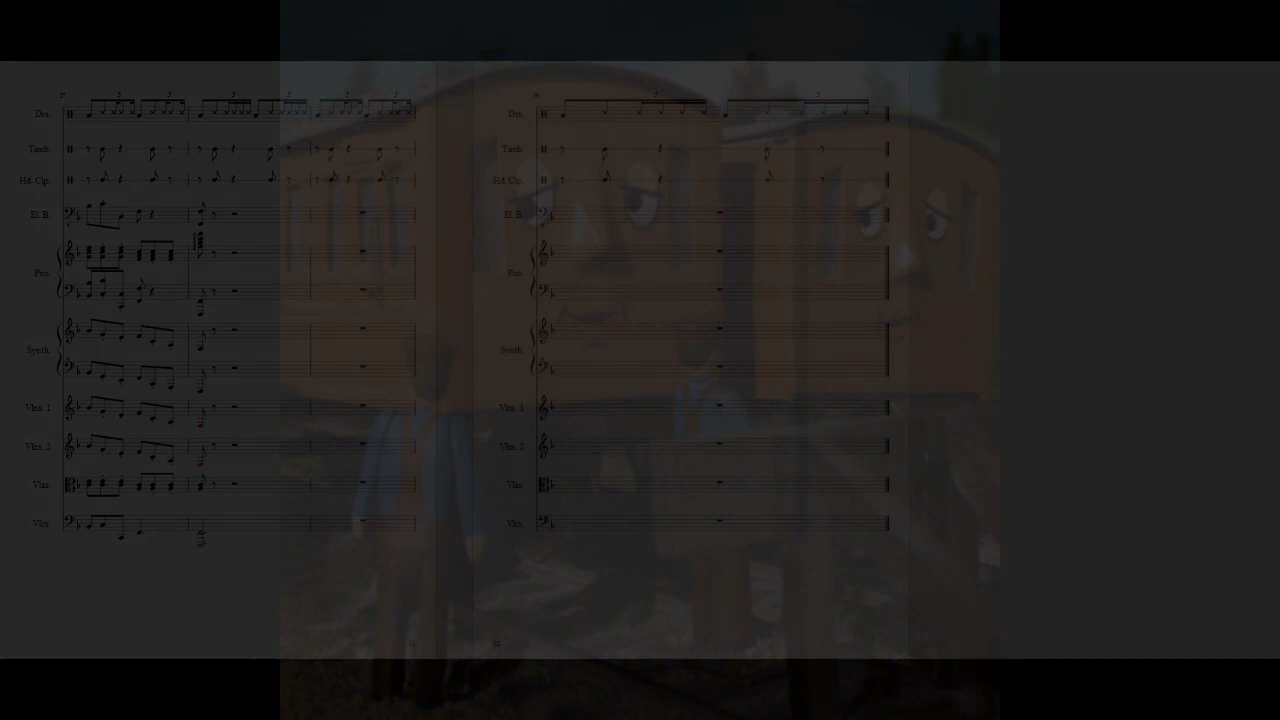 Drs.
Tamb.
Hd. Clp.
El. B.
Pno.
Synth.
Vlns. 1
Vlns. 2
Vlas.
Vlcs.
Drs.
Tamb.
Hd. Clp.
El. B.
Pno.
Synth.
Vlns. 1
Vlns. 2
Vlas.
Vlcs.